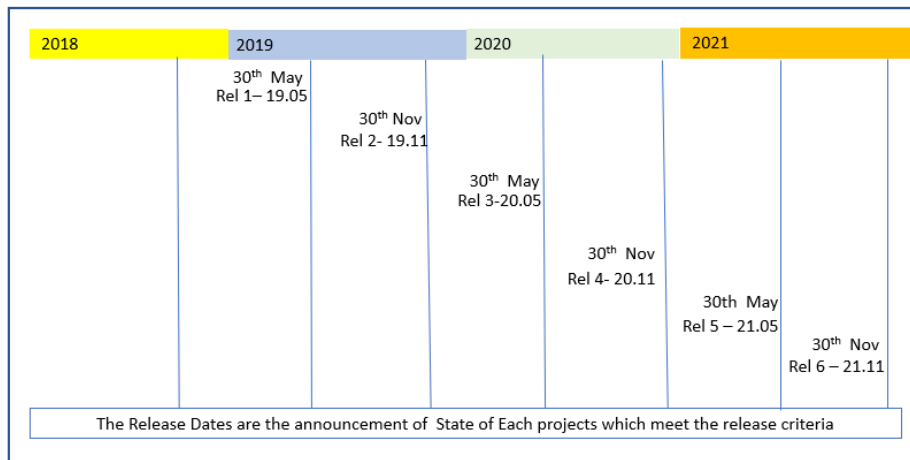 2018 2019 2020 2021
30th May
Rel 1– 19.05
30th Nov
Rel 2- 19.11
30th May
Rel 3-20.05
30th Nov
Rel 4- 20.11
30th May
Rel 5 – 21.05
30th Nov
Rel 6 – 21.11
The Release Dates are the announcement of State of Each projects which meet the release criteria